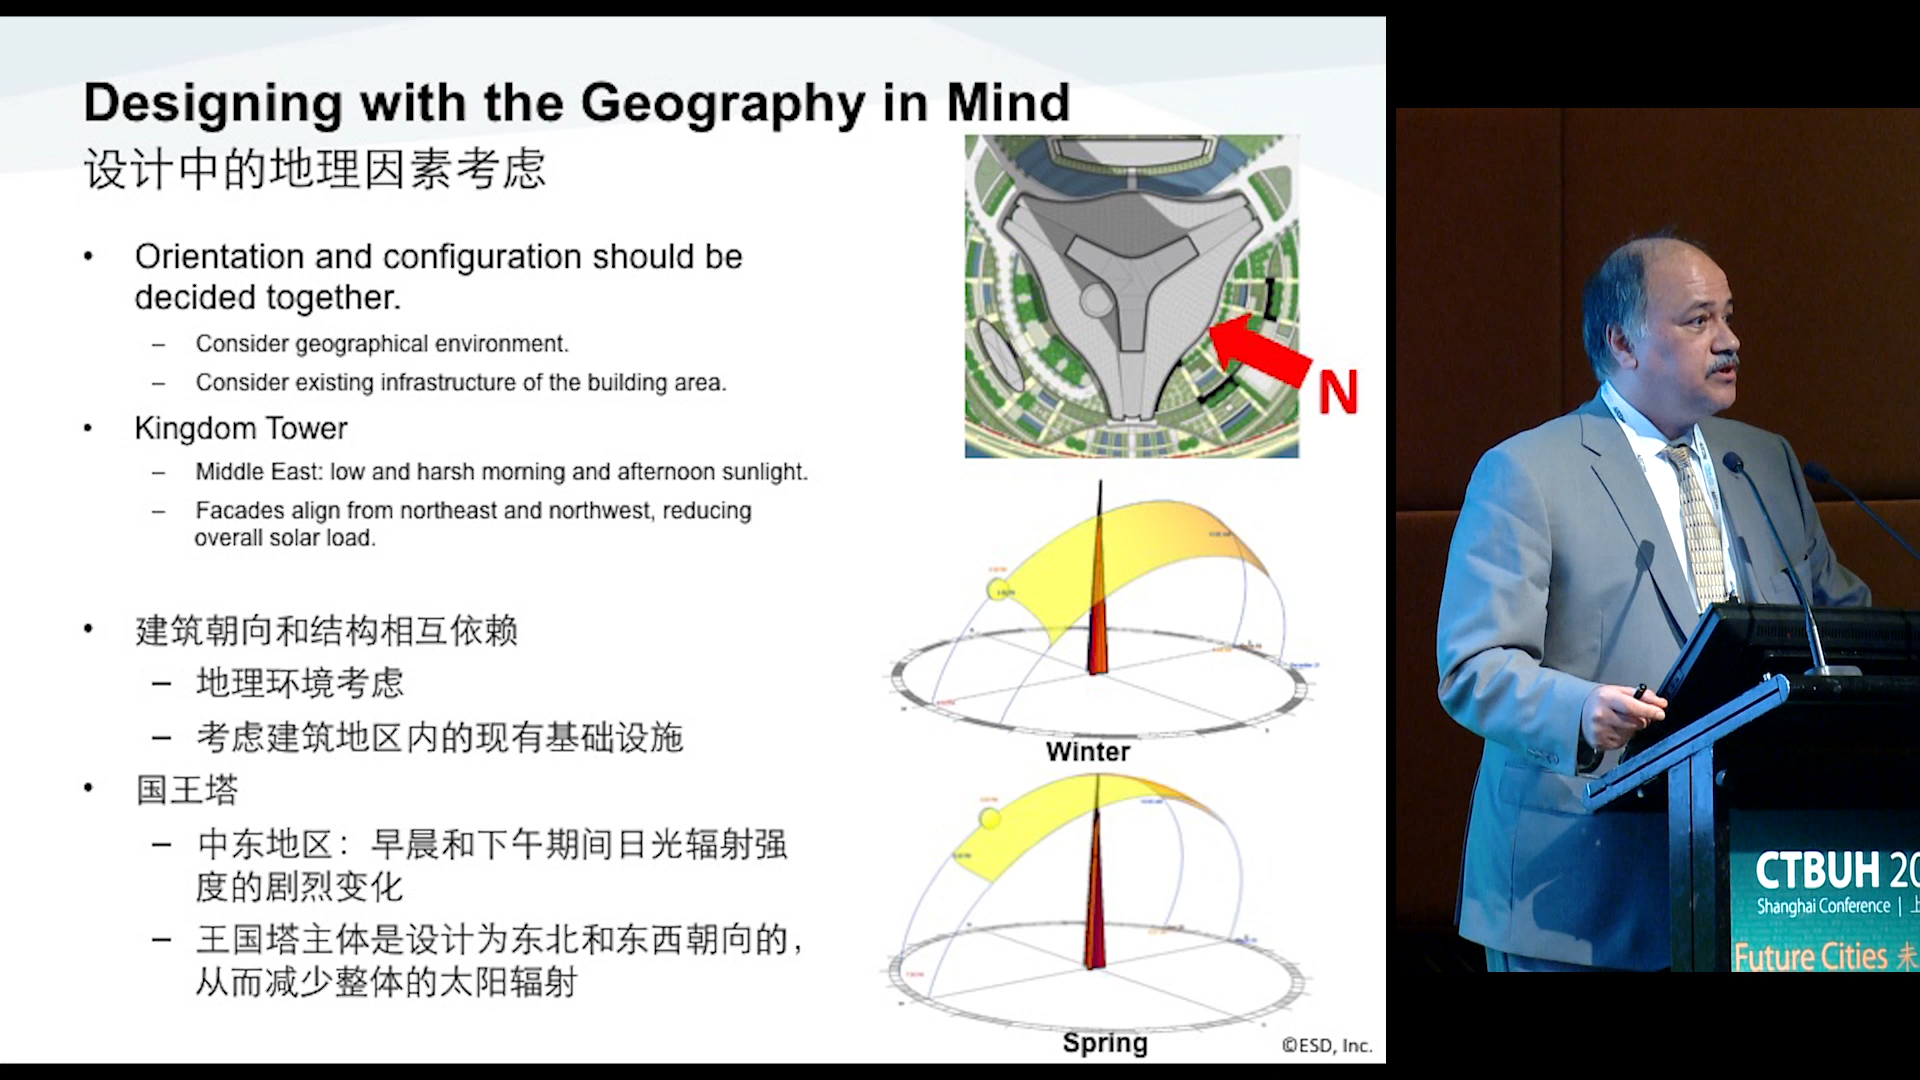 Designing with the Geography in Mind
设计中的地理因素考虑
• Orientation and configuration should be
decided together.
– Consider geographical environment.
– Consider existing infrastructure of the building area.
• Kingdom Tower
– Middle East: low and harsh morning and afternoon sunlight.
– Facades align from northeast and northwest, reducing
overall solar load.
• 建筑朝向和结构相互依赖
– 地理环境考虑
– 考虑建筑地区内的现有基础设施
• 国王塔
– 中东地区：早晨和下午期间日光辐射强
度的剧烈变化
– 王国塔主体是设计为东北和东西朝向的，
从而减少整体的太阳辐射
N
Winter
Spring
©ESD, Inc.
CTBUH 20
Shanghai Conference | 上
Future Cities 未